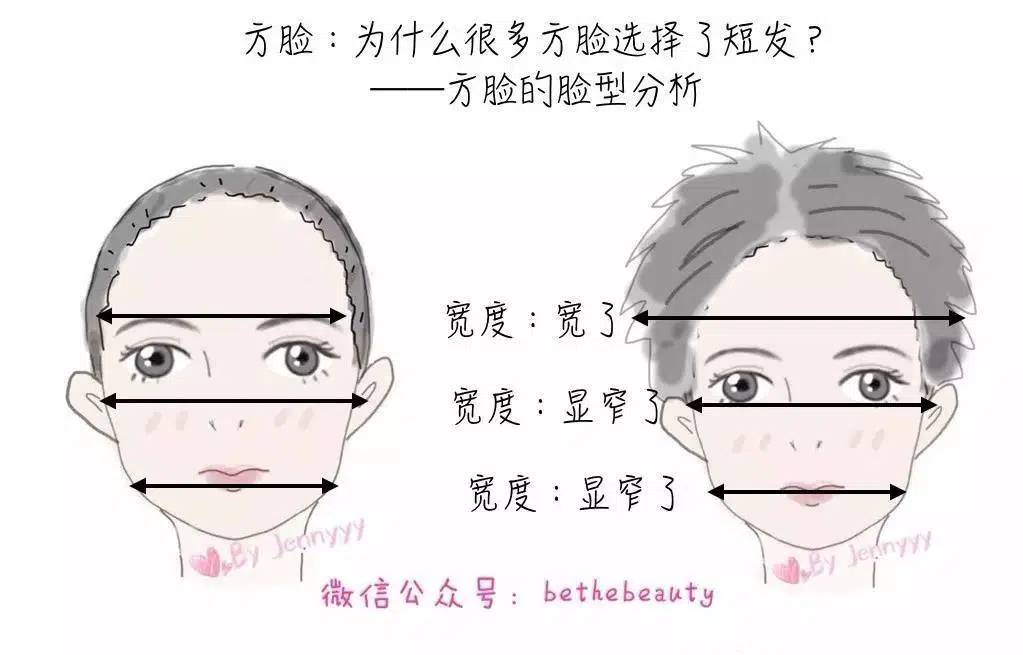 方脸：为什么很多方脸选择了短发？
——方脸的脸型分析
宽度：宽了
宽度：显窄了
宽度：显窄了
By Jennyyy
By Jennyyy
微信公众号：bethebeauty